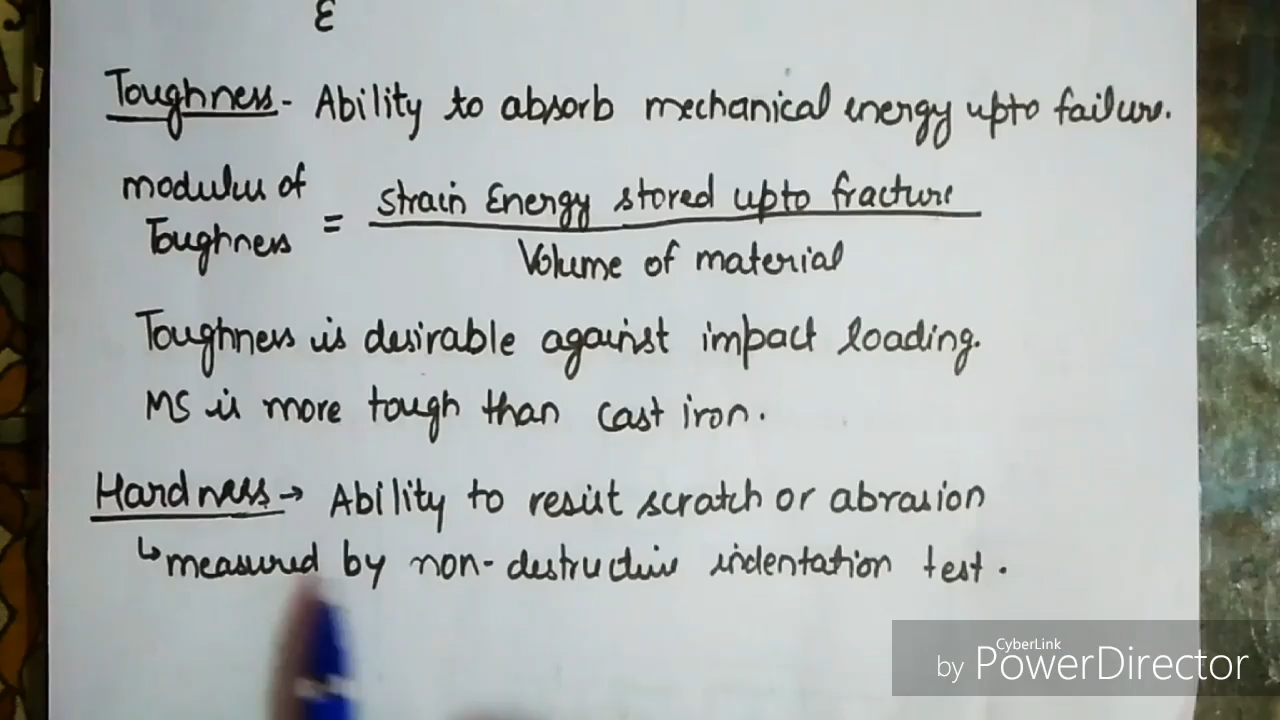 ε
Toughness - Ability to absorb mechanical energy upto failure.
modulus of Toughness = strain Energy stored upto fracture
Volume of material
Toughness is desirable against impact loading.
MS is more tough than cast iron.
Hardness → Ability to resist scratch or abrasion
↳ measured by non-destructive indentation test.
CyberLink
by PowerDirector